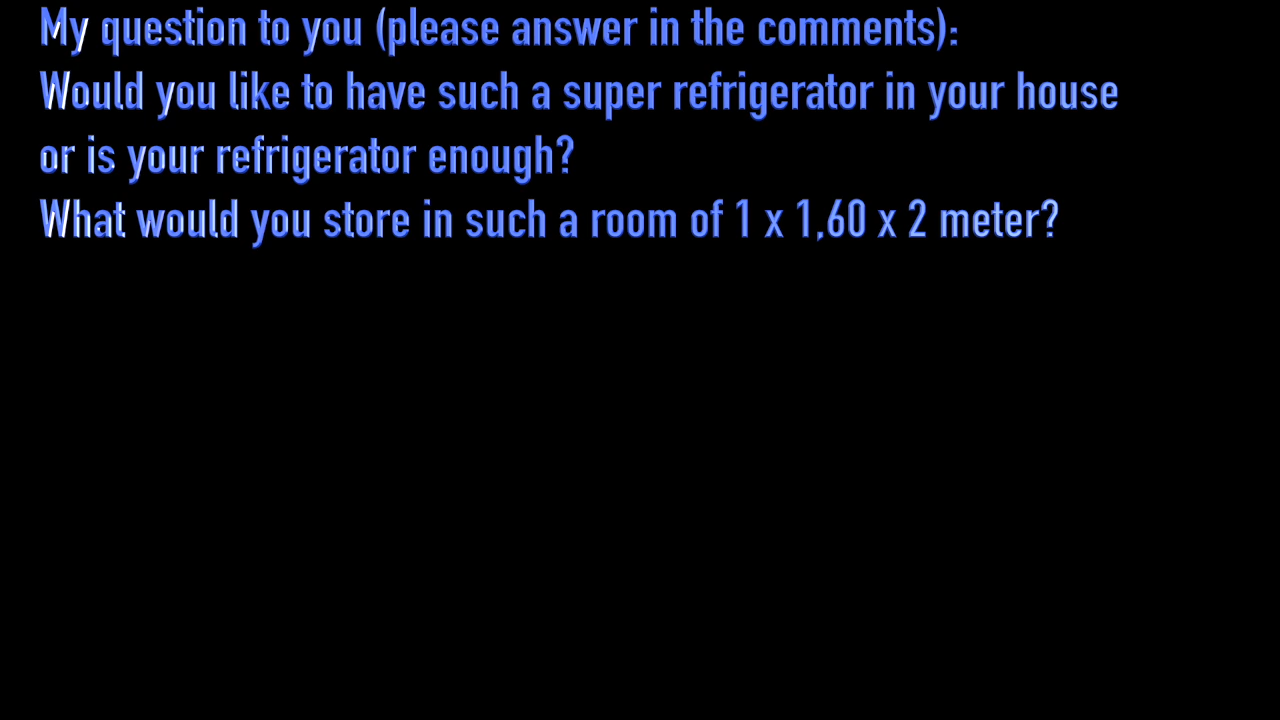 My question to you (please answer in the comments):
Would you like to have such a super refrigerator in your house
or is your refrigerator enough?
What would you store in such a room of 1 x 1,60 x 2 meter?